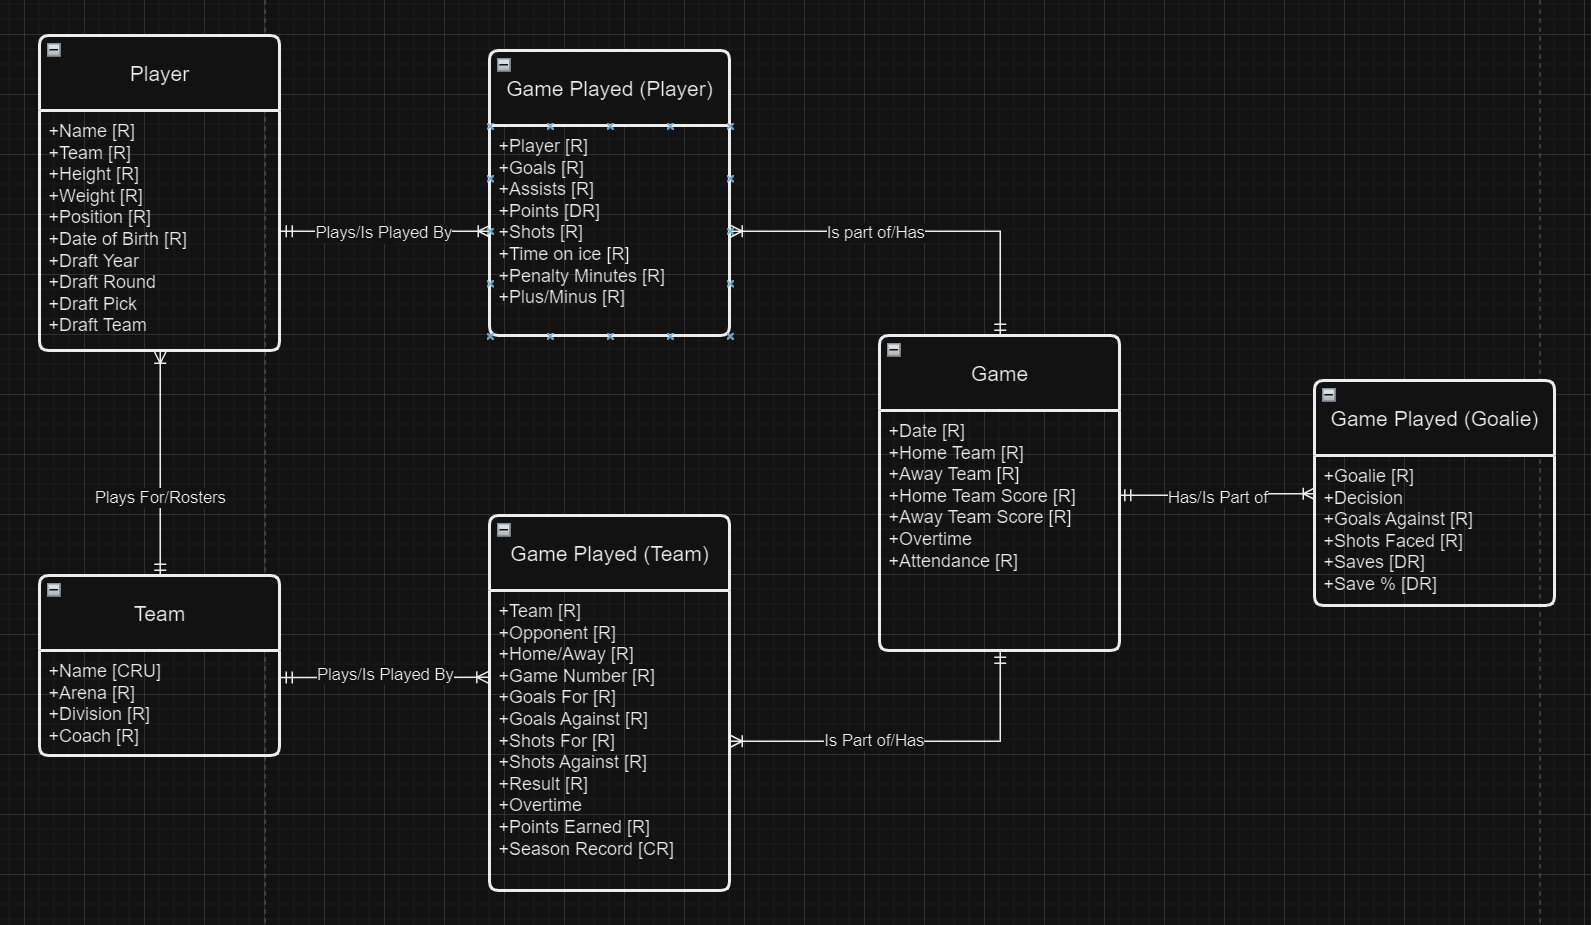 Player
+Name [R]
+Team [R]
+Height [R]
+Weight [R]
+Position [R]
+Date of Birth [R]
+Draft Year
+Draft Round
+Draft Pick
+Draft Team
Plays/Is Played By
Game Played (Player)
+Player [R]
+Goals [R]
+Assists [R]
+Points [DR]
+Shots [R]
+Time on ice [R]
+Penalty Minutes [R]
+Plus/Minus [R]
Is part of/Has
Game
+Date [R]
+Home Team [R]
+Away Team [R]
+Home Team Score [R]
+Away Team Score [R]
+Overtime
+Attendance [R]
Has/Is Part of
Game Played (Goalie)
+Goalie [R]
+Decision
+Goals Against [R]
+Shots Faced [R]
+Saves [DR]
+Save % [DR]
Plays For/Rosters
Team
+Name [CRU]
+Arena [R]
+Division [R]
+Coach [R]
Plays/Is Played By
Game Played (Team)
+Team [R]
+Opponent [R]
+Home/Away [R]
+Game Number [R]
+Goals For [R]
+Goals Against [R]
+Shots For [R]
+Shots Against [R]
+Result [R]
+Overtime
+Points Earned [R]
+Season Record [CR]
Is Part of/Has